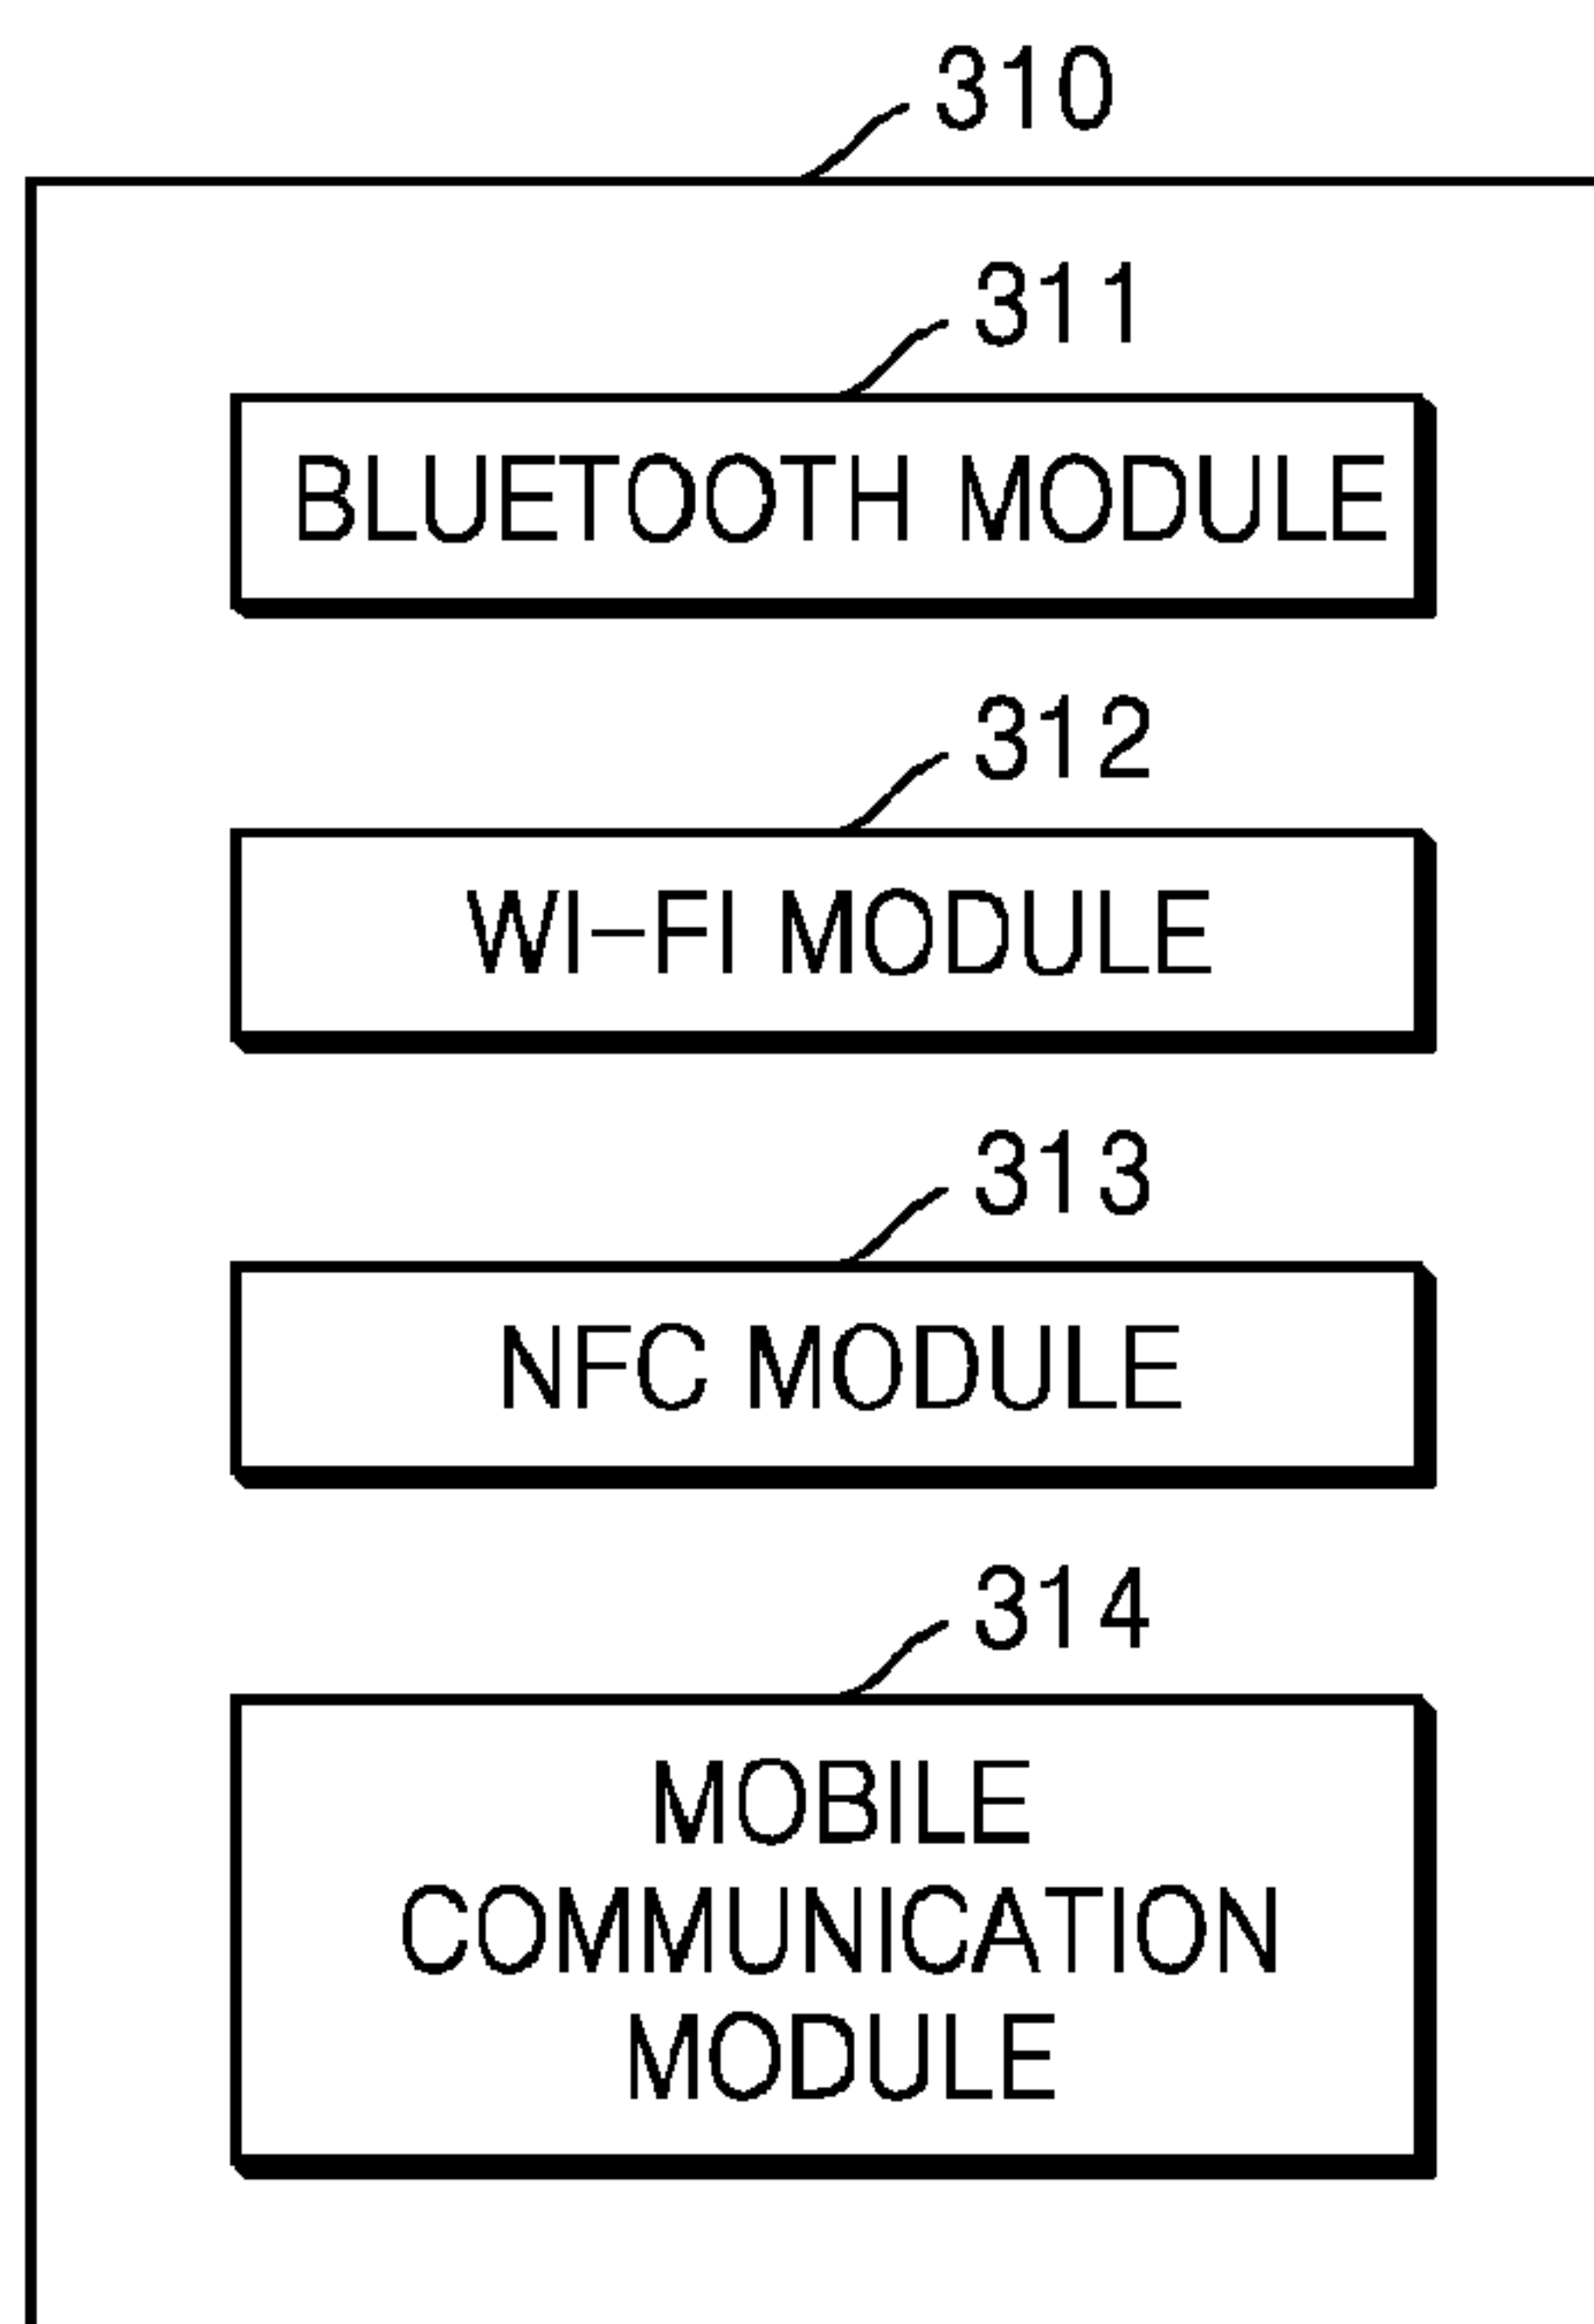 310
311
BLUETOOTH MODULE
312
WI-FI MODULE
313
NFC MODULE
314
MOBILE
COMMUNICATION
MODULE